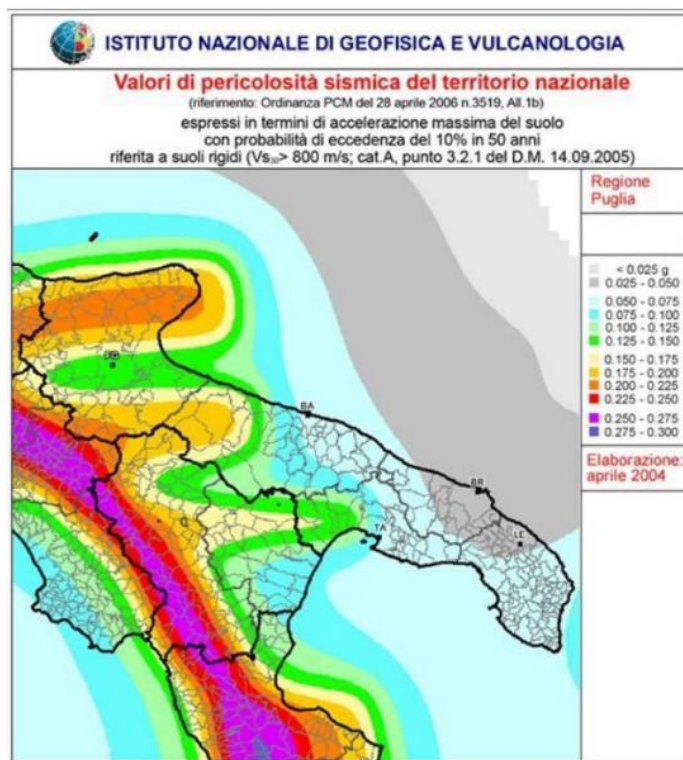 ISTITUTO NAZIONALE DI GEOFISICA E VULCANOLOGIA
Valori di pericolosità sismica del territorio nazionale
(riferimento: Ordinanza PCM del 28 aprile 2006 n.3519, All.1b)
espressi in termini di accelerazione massima del suolo
con probabilità di eccedenza del 10% in 50 anni
riferita a suoli rigidi (Vs₃₀> 800 m/s; cat.A, punto 3.2.1 del D.M. 14.09.2005)
Regione
Puglia
< 0.025 g
0.025 - 0.050
0.050 - 0.075
0.075 - 0.100
0.100 - 0.125
0.125 - 0.150
0.150 - 0.175
0.175 - 0.200
0.200 - 0.225
0.225 - 0.250
0.250 - 0.275
0.275 - 0.300
Elaborazione:
aprile 2004
FG
BA
BR
TA
LE